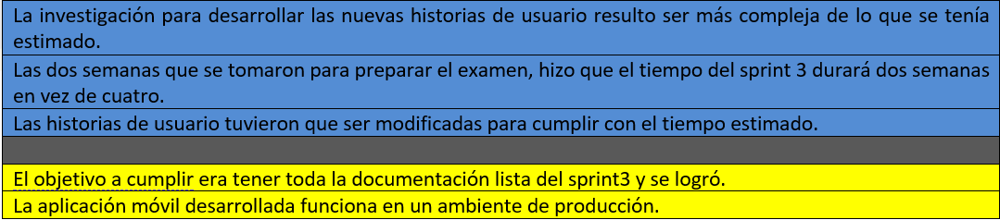 La investigación para desarrollar las nuevas historias de usuario resulto ser más compleja de lo que se tenía
estimado.
Las dos semanas que se tomaron para preparar el examen, hizo que el tiempo del sprint 3 durará dos semanas
en vez de cuatro.
Las historias de usuario tuvieron que ser modificadas para cumplir con el tiempo estimado.
El objetivo a cumplir era tener toda la documentación lista del sprint3 y se logró.
La aplicación móvil desarrollada funciona en un ambiente de producción.